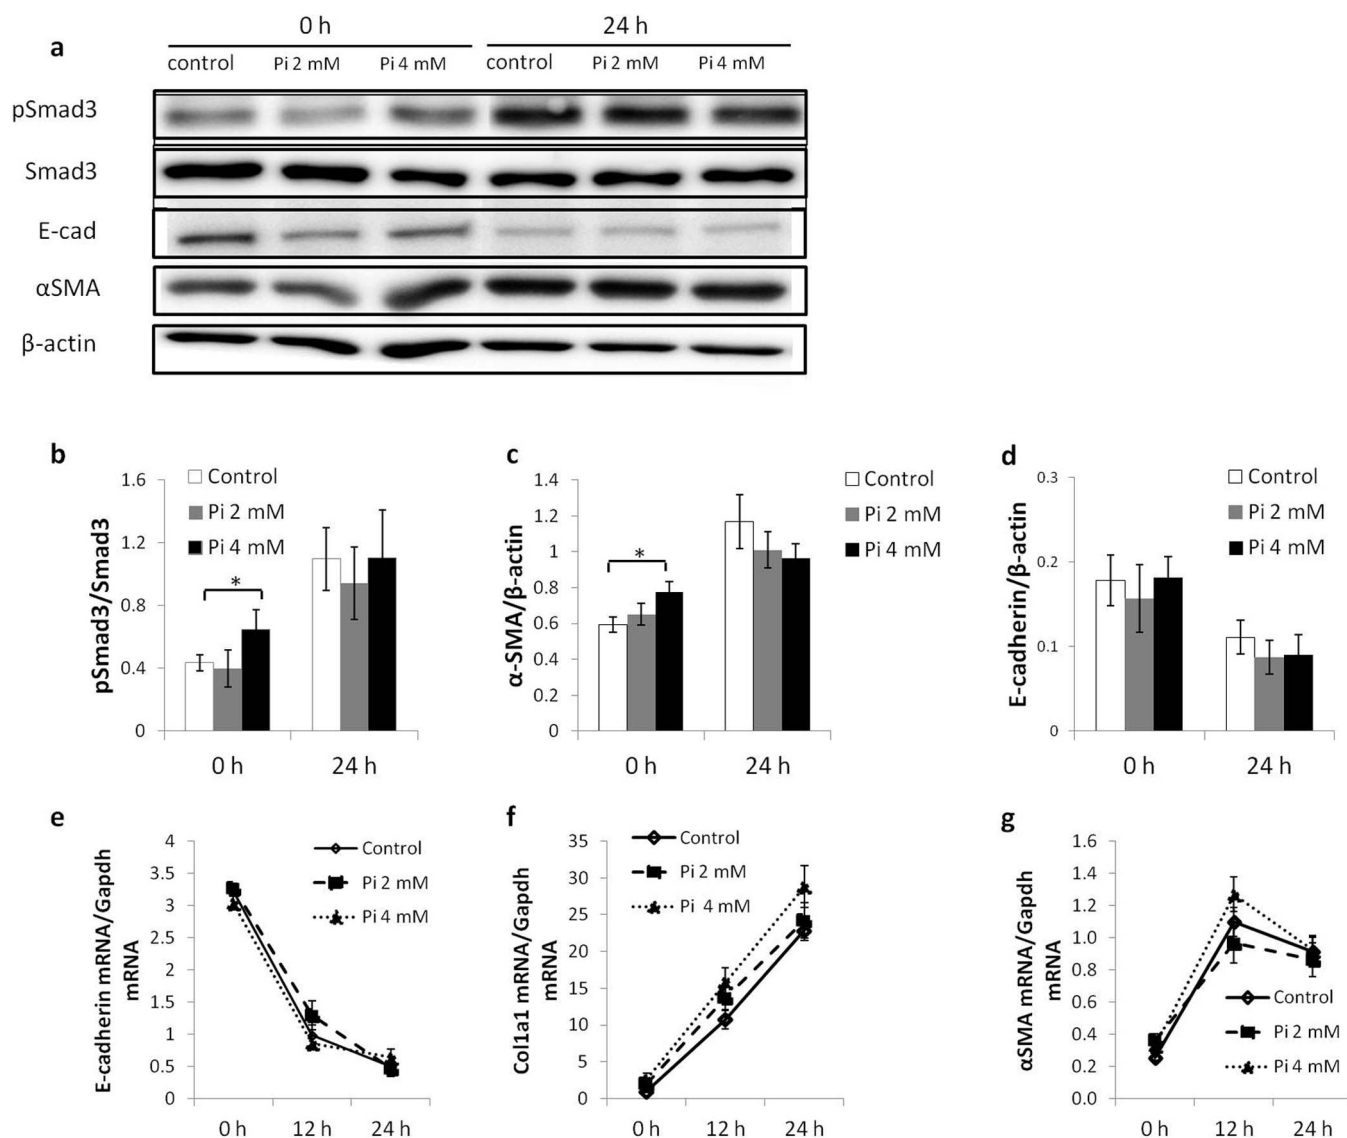 a
0 h
24 h
control
Pi 2 mM
Pi 4 mM
control
Pi 2 mM
Pi 4 mM
pSmad3
Smad3
E-cad
αSMA
β-actin
b
pSmad3/Smad3
1.6
1.2
0.8
0.4
0
Control
Pi 2 mM
Pi 4 mM
*
0 h
24 h
c
α-SMA/β-actin
1.4
1.2
1
0.8
0.6
0.4
0.2
0
Control
Pi 2 mM
Pi 4 mM
*
0 h
24 h
d
E-cadherin/β-actin
0.3
0.2
0.1
0
Control
Pi 2 mM
Pi 4 mM
0 h
24 h
e
E-cadherin mRNA/Gapdh
mRNA
4
3.5
3
2.5
2
1.5
1
0.5
0
Control
Pi 2 mM
Pi 4 mM
0 h
12 h
24 h
f
Col1a1 mRNA/Gapdh
mRNA
35
30
25
20
15
10
5
0
Control
Pi 2 mM
Pi 4 mM
0 h
12 h
24 h
g
αSMA mRNA/Gapdh
mRNA
1.6
1.4
1.2
1.0
0.8
0.6
0.4
0.2
0.0
Control
Pi 2 mM
Pi 4 mM
0 h
12 h
24 h